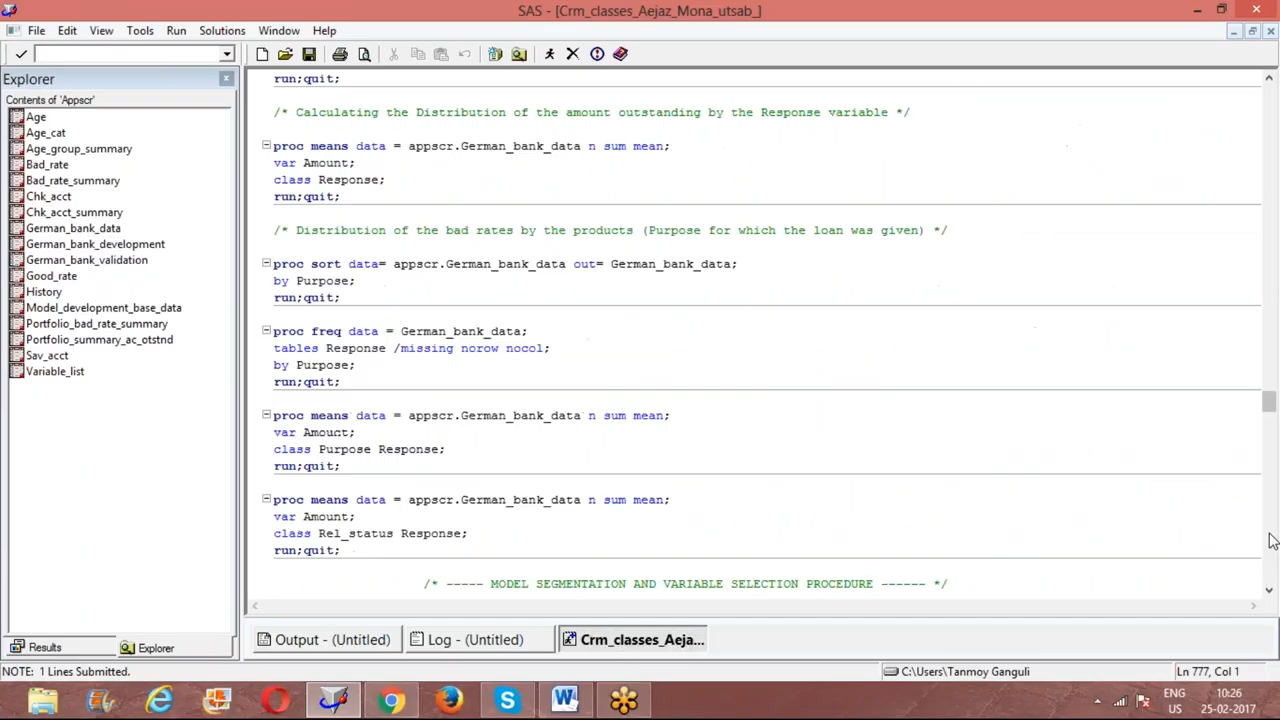 SAS - [Crm_classes_Aejaz_Mona_utsab_]
File Edit View Tools Run Solutions Window Help
Explorer
Contents of 'Appscr'
Age
Age_cat
Age_group_summary
Bad_rate
Bad_rate_summary
Chk_acct
Chk_acct_summary
German_bank_data
German_bank_development
German_bank_validation
Good_rate
History
Model_development_base_data
Portfolio_bad_rate_summary
Portfolio_summary_ac_otstnd
Sav_acct
Variable_list
run;quit;
/* Calculating the Distribution of the amount outstanding by the Response variable */
proc means data = appscr.German_bank_data n sum mean;
var Amount;
class Response;
run;quit;
/* Distribution of the bad rates by the products (Purpose for which the loan was given) */
proc sort data= appscr.German_bank_data out= German_bank_data;
by Purpose;
run;quit;
proc freq data = German_bank_data;
tables Response /missing norow nocol;
by Purpose;
run;quit;
proc means data = appscr.German_bank_data n sum mean;
var Amount;
class Purpose Response;
run;quit;
proc means data = appscr.German_bank_data n sum mean;
var Amount;
class Rel_status Response;
run;quit;
/* ----- MODEL SEGMENTATION AND VARIABLE SELECTION PROCEDURE ------ */
Results Explorer
Output - (Untitled) Log - (Untitled) Crm_classes_Aeja...
NOTE: 1 Lines Submitted. C:\Users\Tanmoy Ganguli Ln 777, Col 1
ENG 10:26
US 25-02-2017